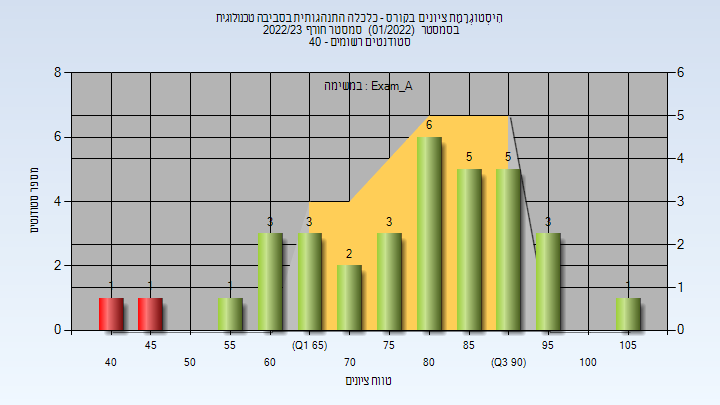 הִיסְטוֹגְרָמַת ציונים בקורס - כלכלה התנהגותית בסביבה טכנולוגית
בסמסטר (01/2022) סמסטר חורף 2022/23
סטודנטים רשומים - 40
במשימה : Exam_A
מספר סטודנטים
8 6 4 2 0
6 5 4 3 2 1 0
1 1 1 3 3 2 3 6 5 5 3 1
45 55 (Q1 65) 75 85 95 105
40 50 60 70 80 (Q3 90) 100
טווח ציונים